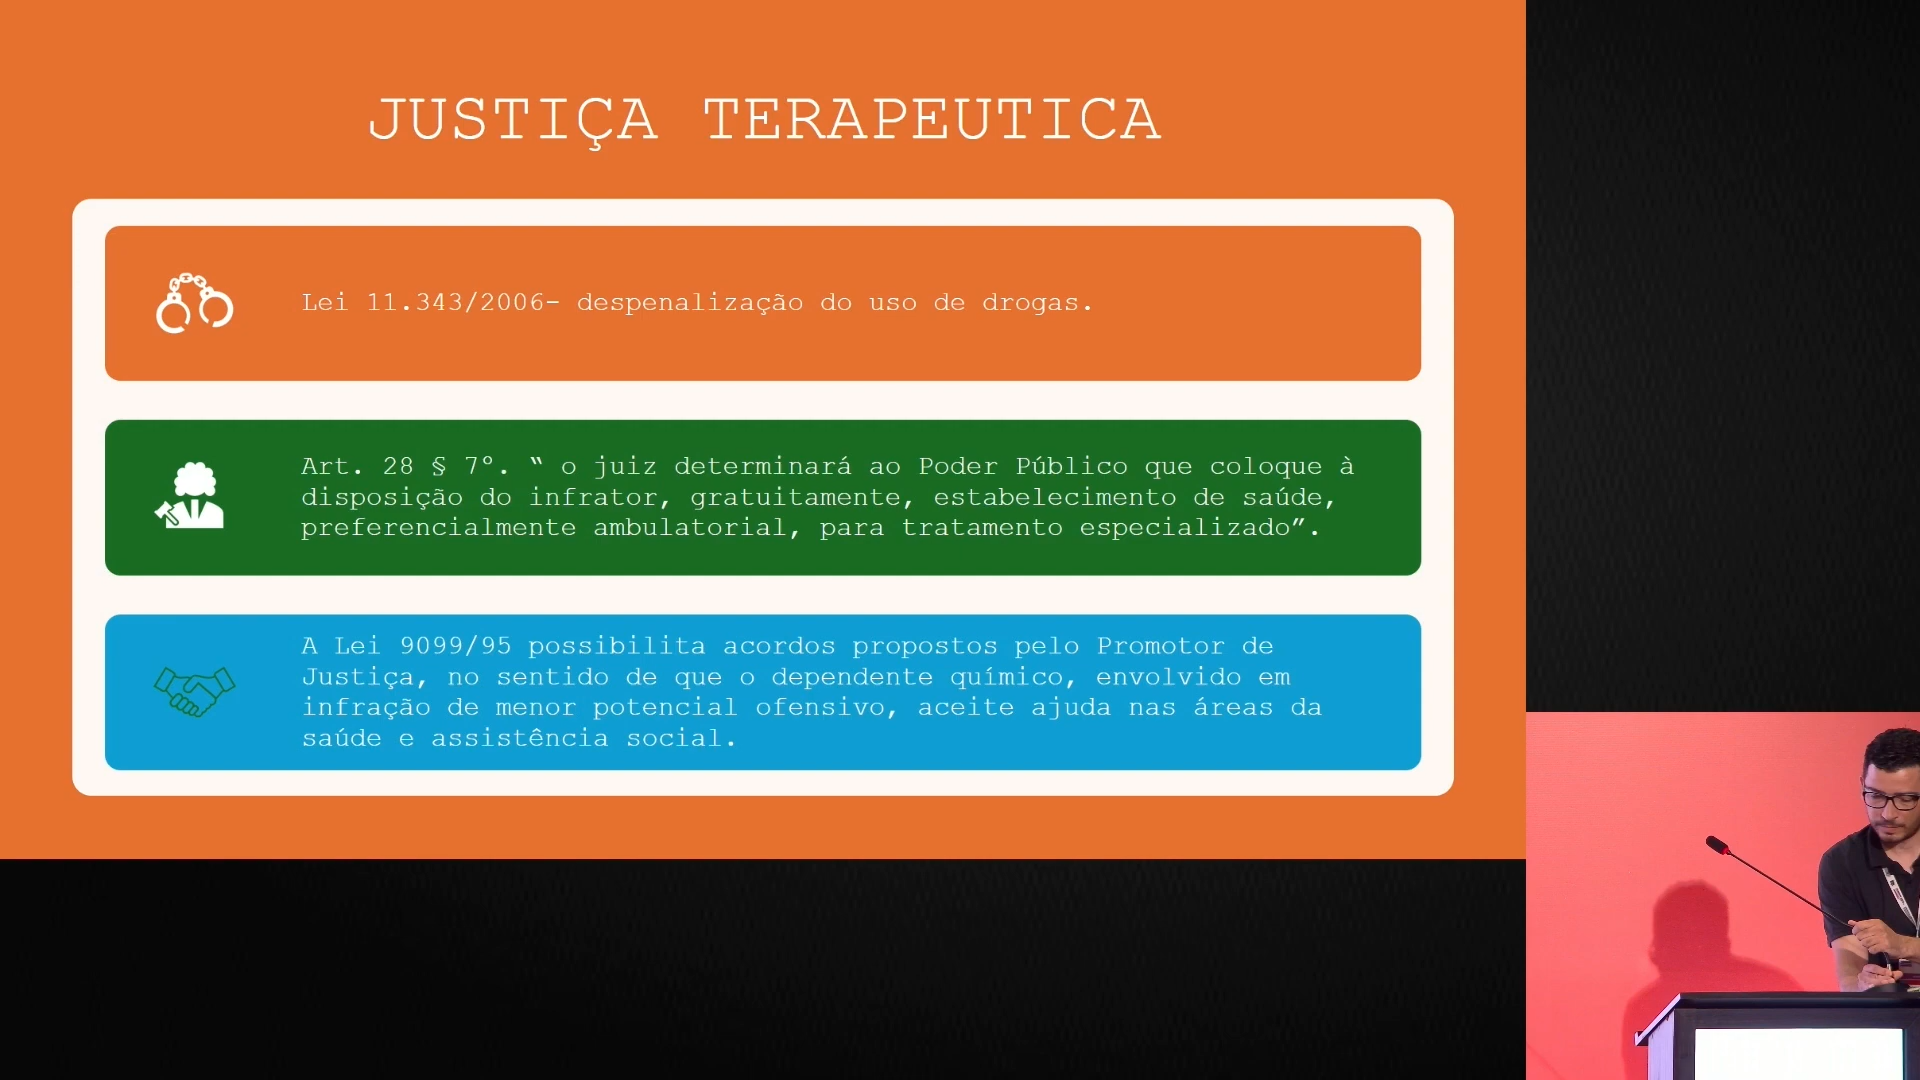 JUSTIÇA TERAPEUTICA
Lei 11.343/2006- despenalização do uso de drogas.
Art. 28 § 7º. “ o juiz determinará ao Poder Público que coloque à
disposição do infrator, gratuitamente, estabelecimento de saúde,
preferencialmente ambulatorial, para tratamento especializado”.
A Lei 9099/95 possibilita acordos propostos pelo Promotor de
Justiça, no sentido de que o dependente químico, envolvido em
infração de menor potencial ofensivo, aceite ajuda nas áreas da
saúde e assistência social.